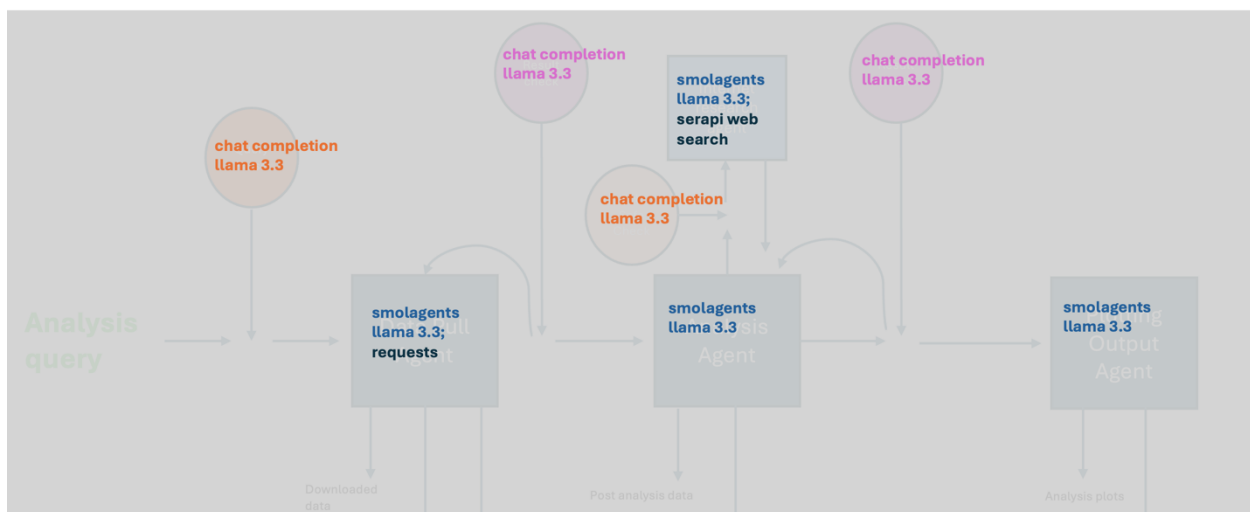 chat completion
llama 3.3
chat completion
llama 3.3
smolagents
llama 3.3;
serapi web
search
chat completion
llama 3.3
chat completion
llama 3.3
Analysis
query
smolagents
llama 3.3;
requests
Agent
smolagents
llama 3.3
Analysis
Agent
smolagents
llama 3.3
Output
Agent
Downloaded
data
Post analysis data
Analysis plots